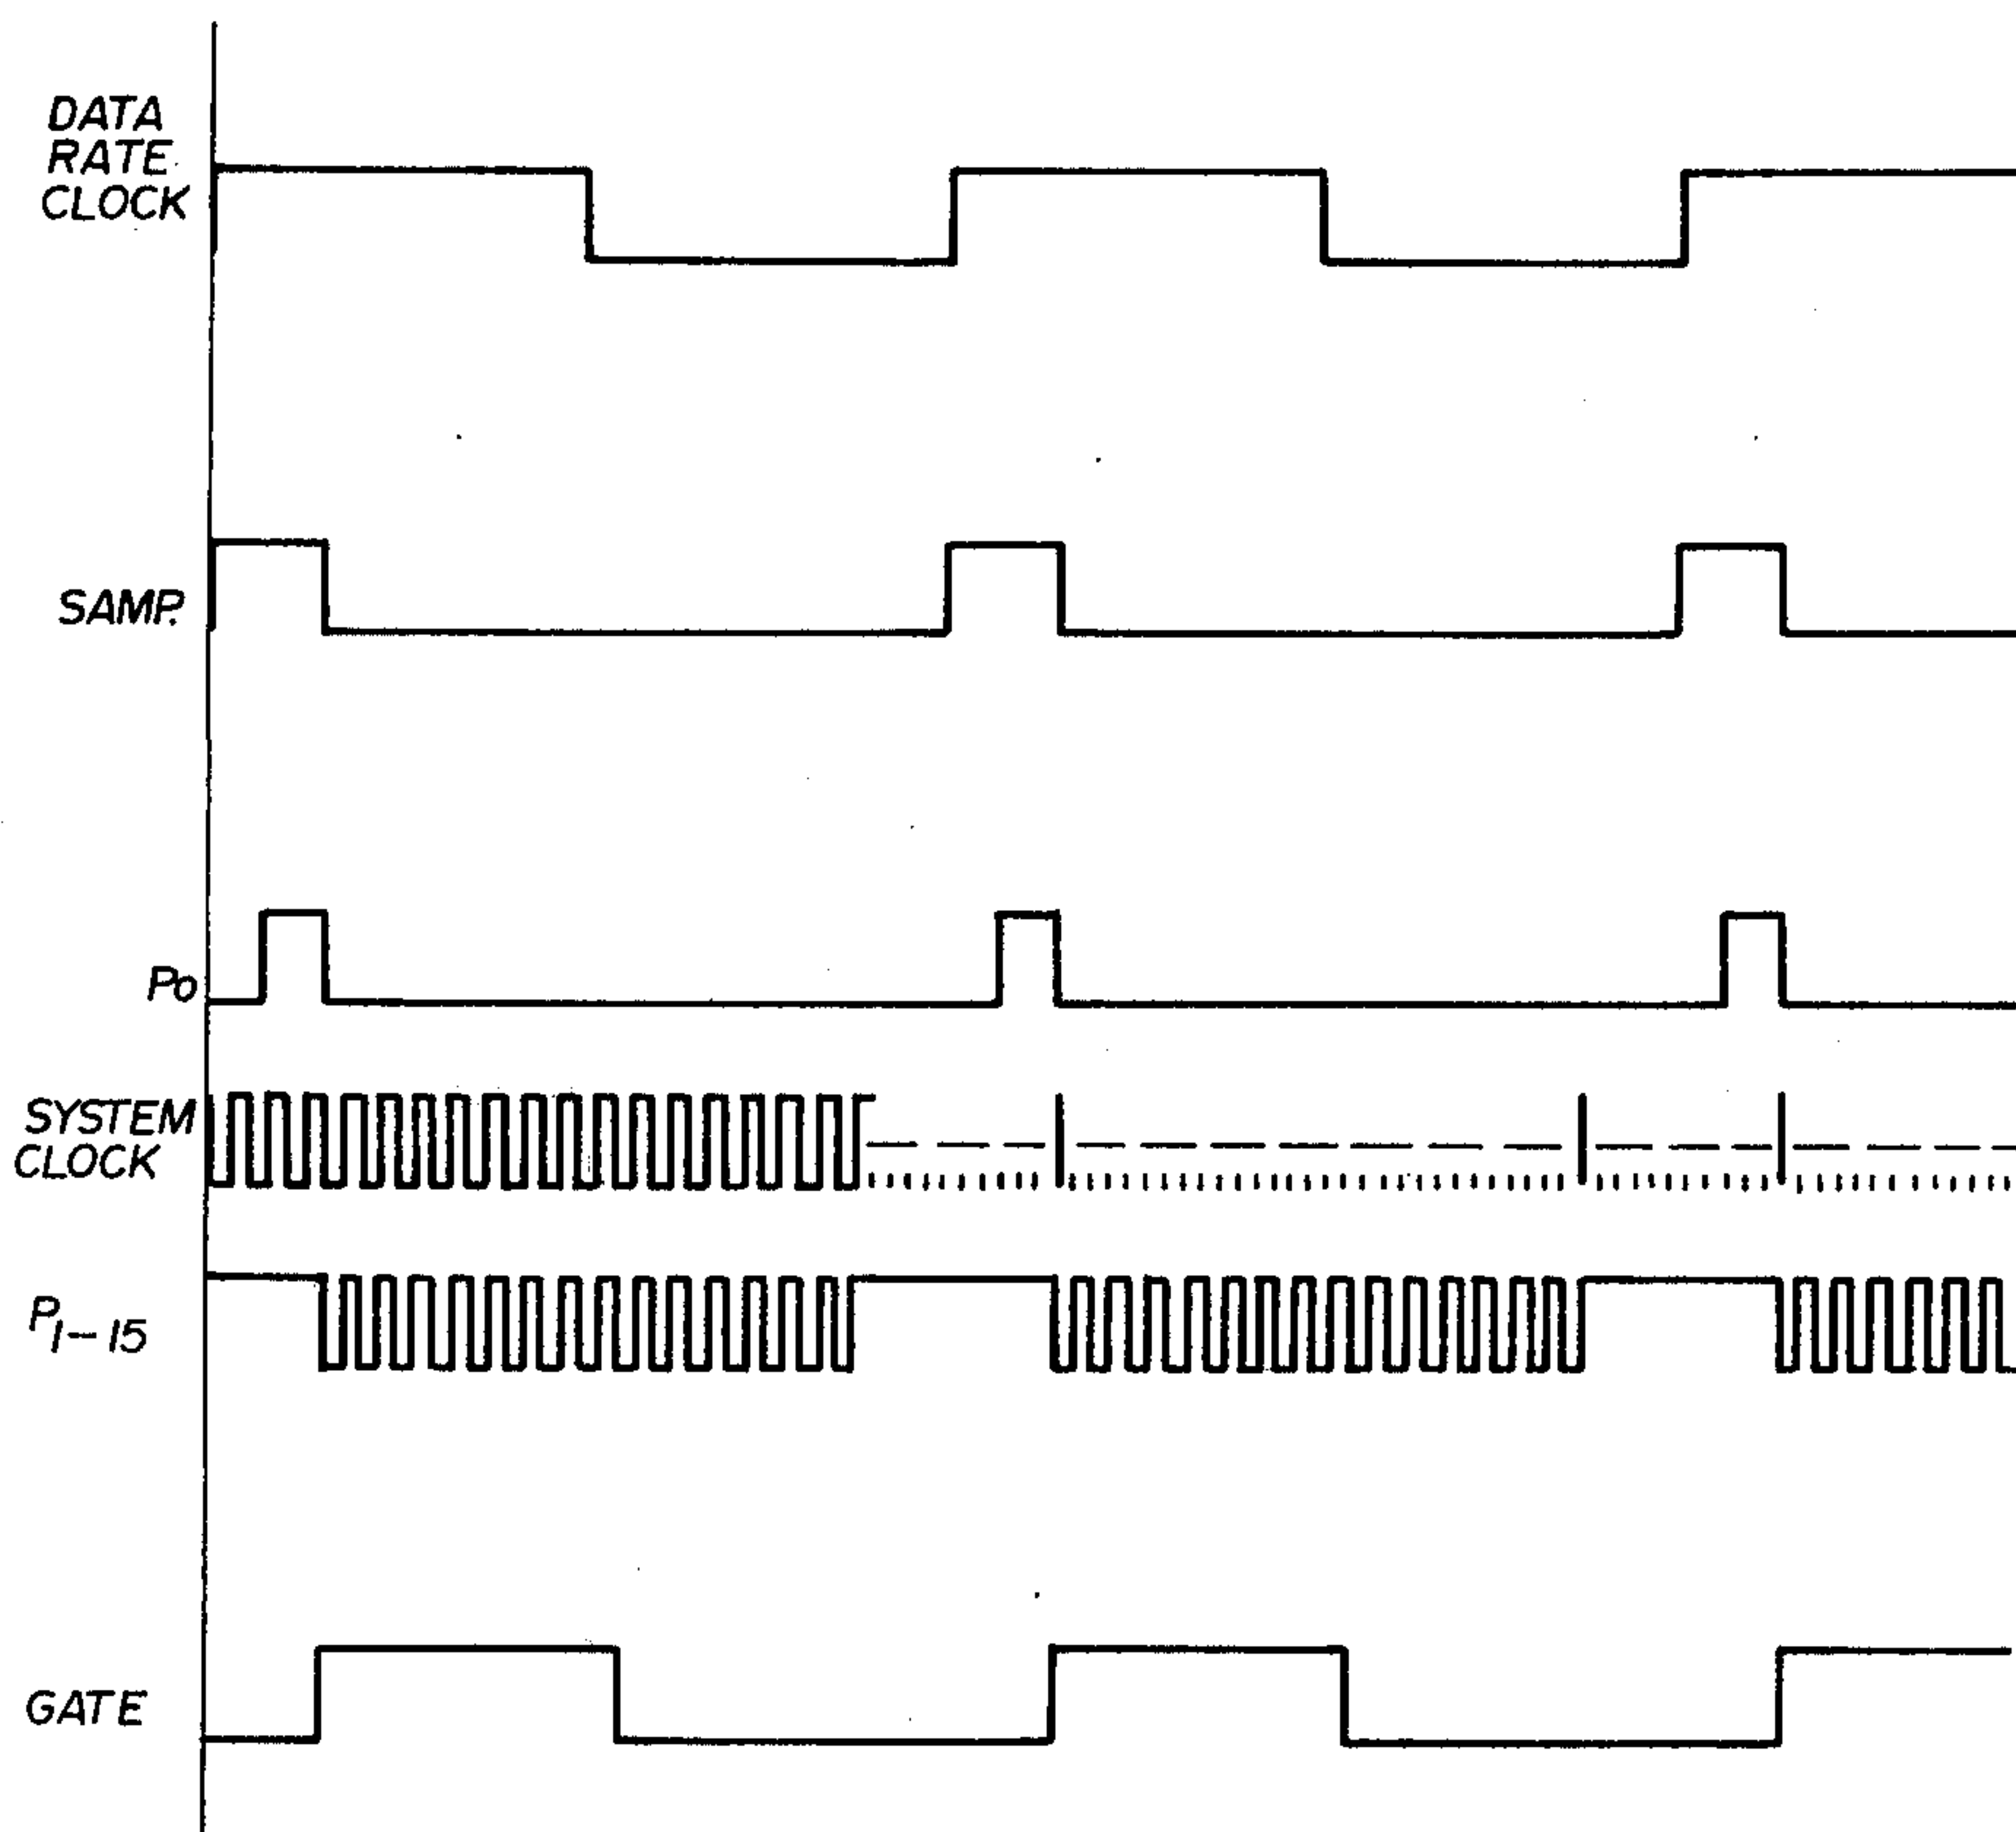 DATA
RATE
CLOCK
SAMP.
Po
SYSTEM
CLOCK
P1-15
GATE